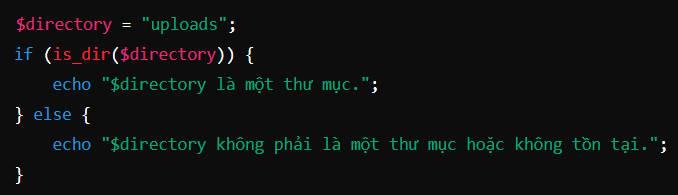 $directory = "uploads";
if (is_dir($directory)) {
    echo "$directory là một thư mục.";
} else {
    echo "$directory không phải là một thư mục hoặc không tồn tại.";
}